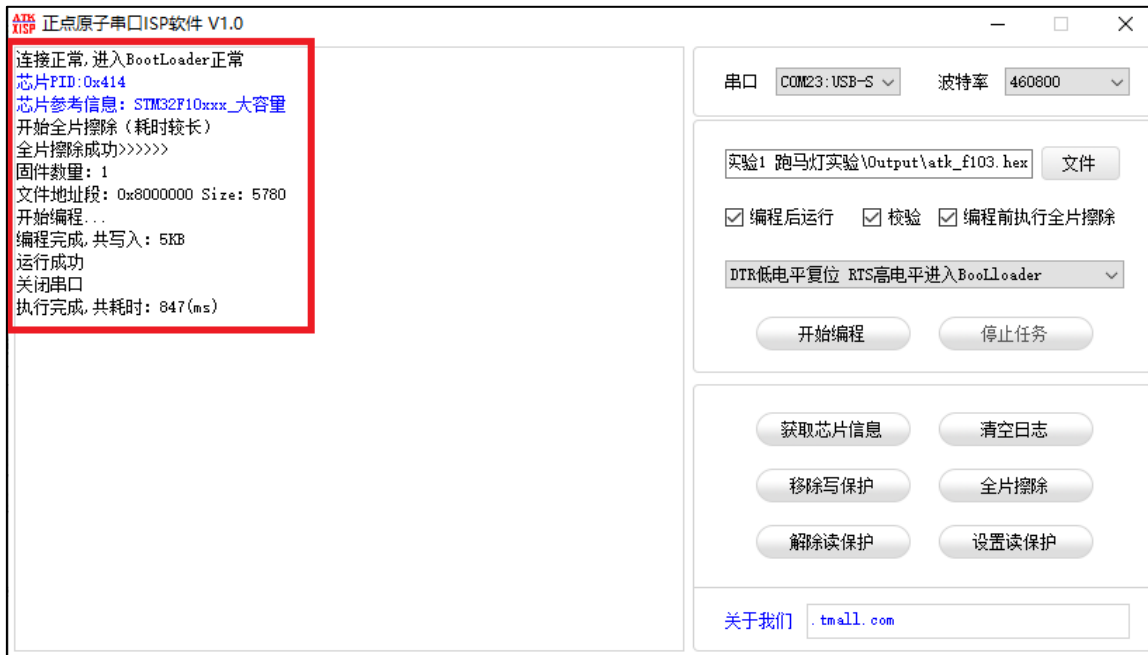 ATK
XISP 正点原子串口ISP软件 V1.0
连接正常,进入BootLoader正常
芯片PID:0x414
芯片参考信息: STM32F10xxx_大容量
开始全片擦除（耗时较长）
全片擦除成功>>>>>>
固件数量: 1
文件地址段: 0x8000000 Size: 5780
开始编程...
编程完成,共写入: 5KB
运行成功
关闭串口
执行完成,共耗时: 847(ms)
串口 COM23:USB-S 波特率 460800
实验1 跑马灯实验\Output\atk_f103.hex 文件
编程后运行 校验 编程前执行全片擦除
DTR低电平复位 RTS高电平进入BooLloader
开始编程 停止任务
获取芯片信息 清空日志
移除写保护 全片擦除
解除读保护 设置读保护
关于我们 .tmall.com